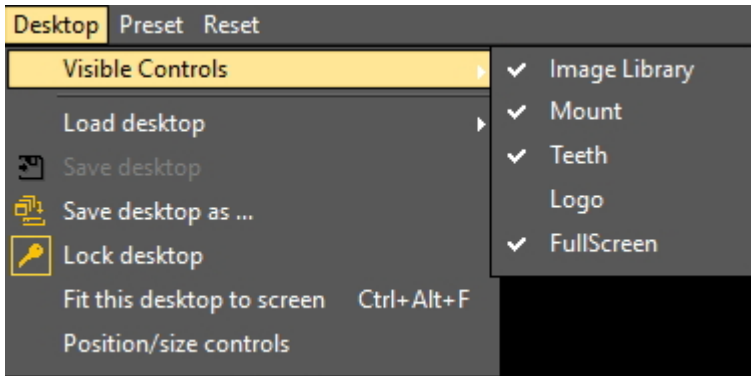 Desktop Preset Reset
Visible Controls
Load desktop
Save desktop
Save desktop as ...
Lock desktop
Fit this desktop to screen Ctrl+Alt+F
Position/size controls
Image Library
Mount
Teeth
Logo
FullScreen